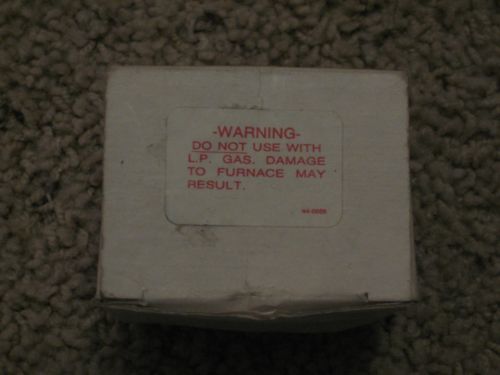 -WARNING-
DO NOT USE WITH
L.P. GAS. DAMAGE
TO FURNACE MAY
RESULT.